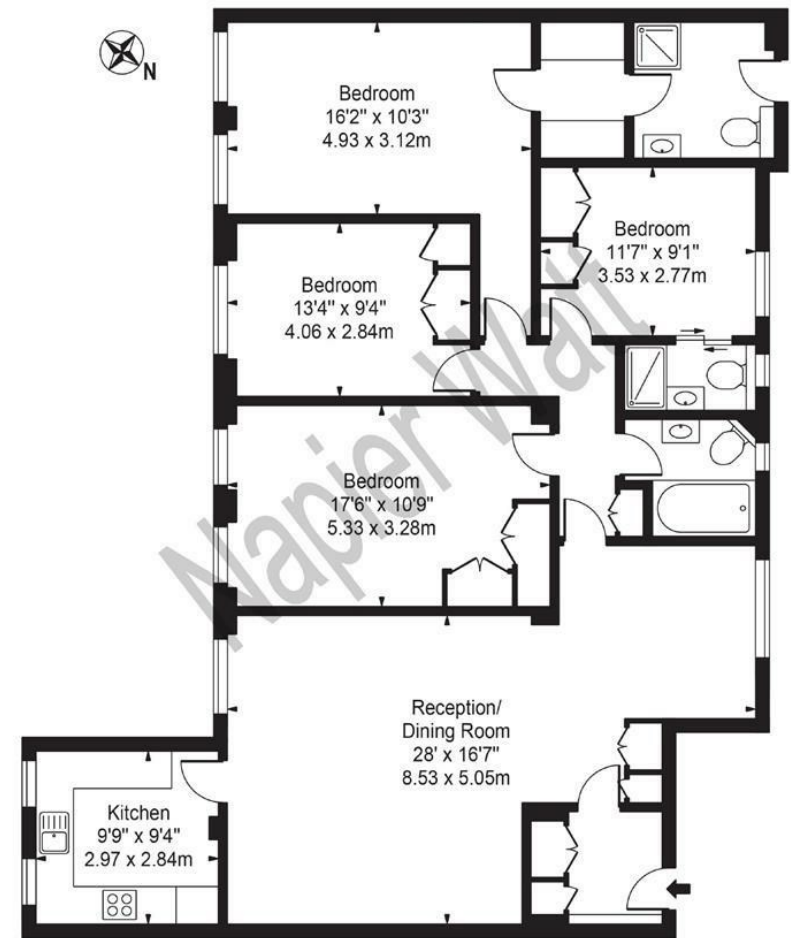 N
Bedroom
16'2" x 10'3"
4.93 x 3.12m
Bedroom
11'7" x 9'1"
3.53 x 2.77m
Bedroom
13'4" x 9'4"
4.06 x 2.84m
Bedroom
17'6" x 10'9"
5.33 x 3.28m
Napier Watt
Reception/
Dining Room
28' x 16'7"
8.53 x 5.05m
Kitchen
9'9" x 9'4"
2.97 x 2.84m